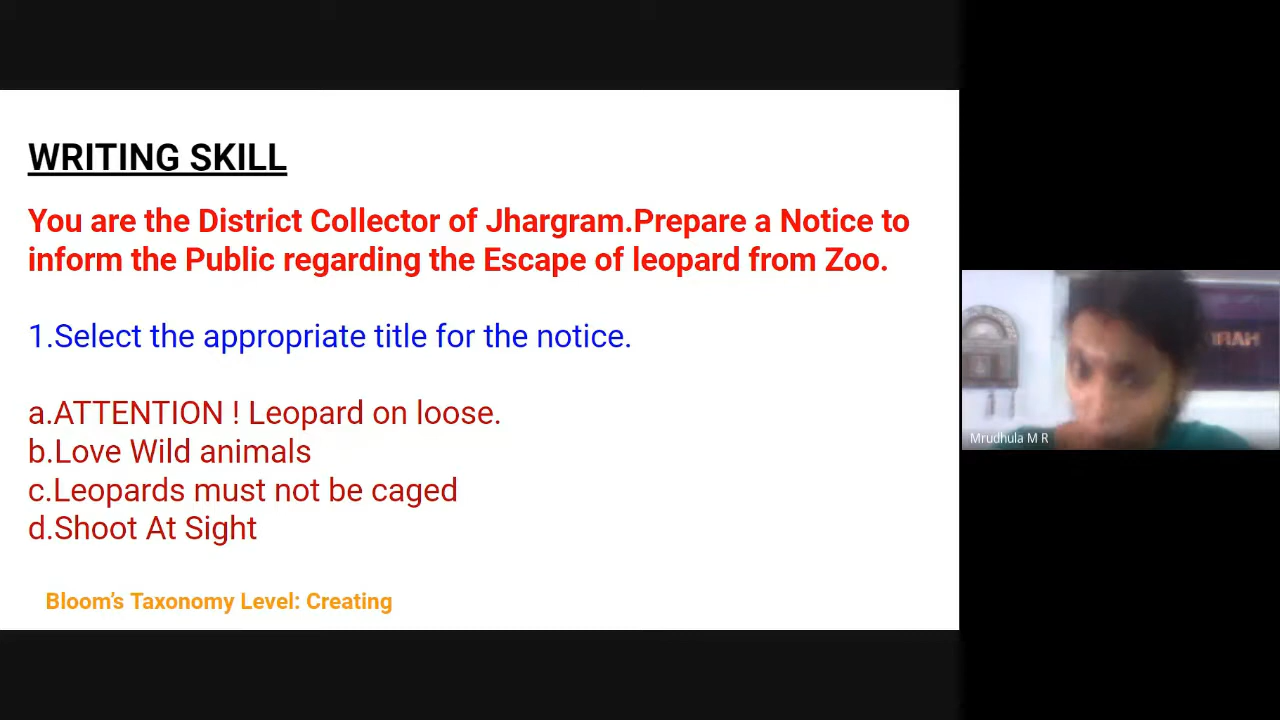 WRITING SKILL
You are the District Collector of Jhargram.Prepare a Notice to
inform the Public regarding the Escape of leopard from Zoo.
1.Select the appropriate title for the notice.
a.ATTENTION ! Leopard on loose.
b.Love Wild animals
c.Leopards must not be caged
d.Shoot At Sight
Bloom's Taxonomy Level: Creating
Mrudhula M R